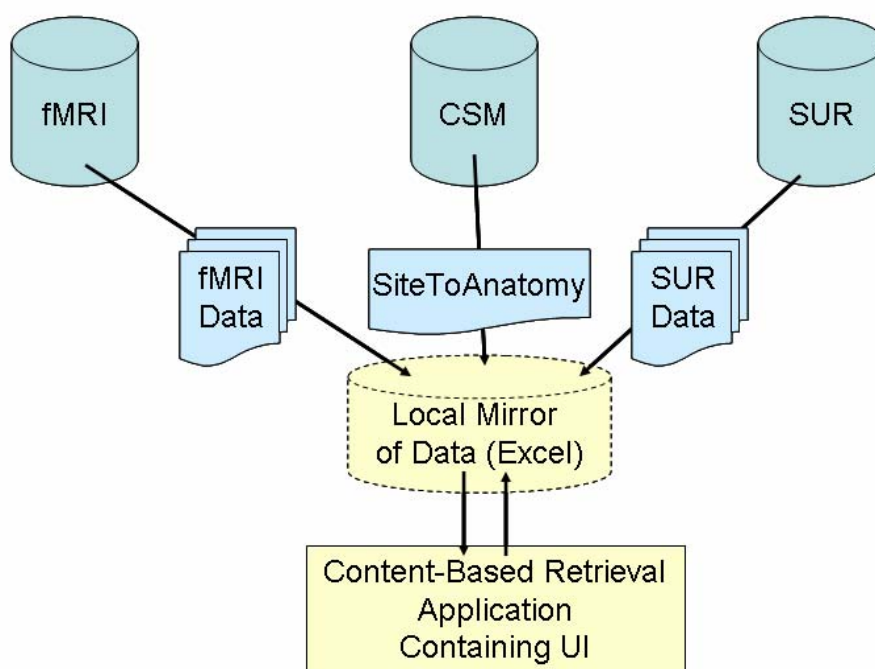 fMRI
CSM
SUR
fMRI
Data
SiteToAnatomy
SUR
Data
Local Mirror
of Data (Excel)
Content-Based Retrieval
Application
Containing UI